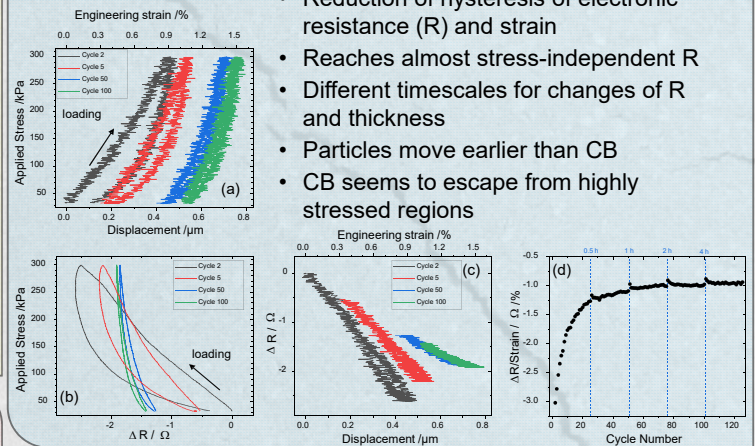 • Reduction of hysteresis of electronic
resistance (R) and strain
• Reaches almost stress-independent R
• Different timescales for changes of R
and thickness
• Particles move earlier than CB
• CB seems to escape from highly
stressed regions
Engineering strain /%
0.0 0.3 0.6 0.9 1.2 1.5
Applied Stress /kPa
300
250
200
150
100
50
Cycle 2
Cycle 5
Cycle 50
Cycle 100
loading
(a)
0.0 0.2 0.4 0.6 0.8
Displacement /µm
Applied Stress /kPa
300
250
200
150
100
50
Cycle 2
Cycle 5
Cycle 50
Cycle 100
loading
(b)
-2 -1 0
Δ R / Ω
Engineering strain /%
0.0 0.3 0.6 0.9 1.2 1.5
Δ R / Ω
0
-1
-2
Cycle 2
Cycle 5
Cycle 50
Cycle 100
(c)
0.0 0.2 0.4 0.6 0.8
Displacement /µm
0.5 h 1 h 2 h 4 h
(d)
ΔR/Strain / Ω /%
-0.5
-1.0
-1.5
-2.0
-2.5
-3.0
0 20 40 60 80 100 120
Cycle Number